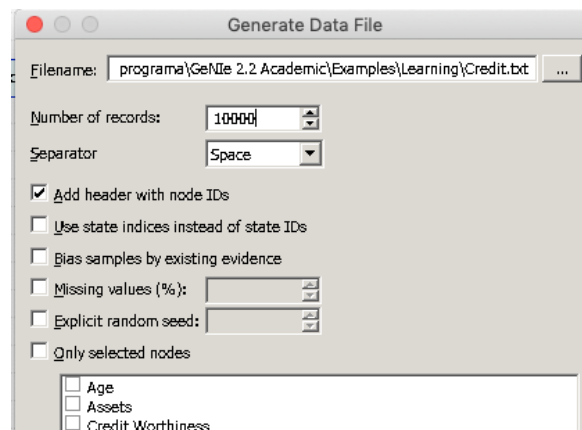 Generate Data File
Filename: programa\GeNIe 2.2 Academic\Examples\Learning\Credit.txt ...
Number of records: 10000
Separator Space
Add header with node IDs
Use state indices instead of state IDs
Bias samples by existing evidence
Missing values (%):
Explicit random seed:
Only selected nodes
Age
Assets
Credit Worthiness